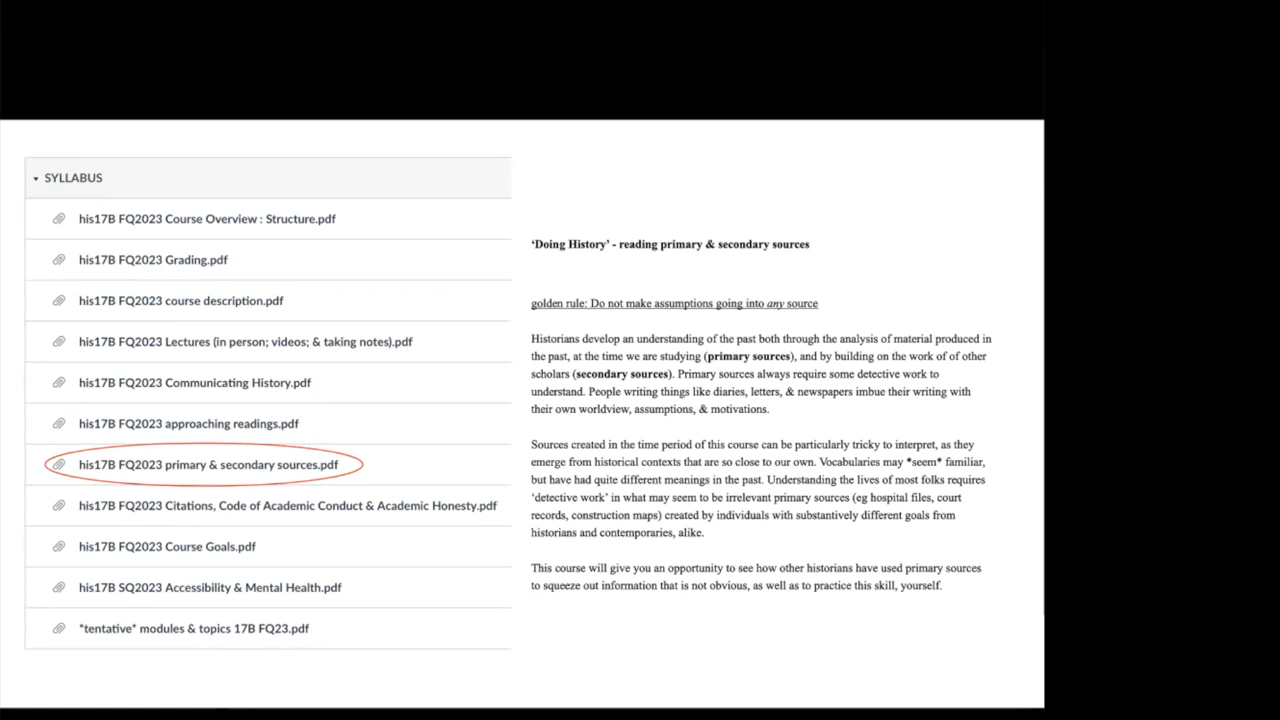 SYLLABUS
his17B FQ2023 Course Overview : Structure.pdf
his17B FQ2023 Grading.pdf
his17B FQ2023 course description.pdf
his17B FQ2023 Lectures (in person; videos; & taking notes).pdf
his17B FQ2023 Communicating History.pdf
his17B FQ2023 approaching readings.pdf
his17B FQ2023 primary & secondary sources.pdf
his17B FQ2023 Citations, Code of Academic Conduct & Academic Honesty.pdf
his17B FQ2023 Course Goals.pdf
his17B SQ2023 Accessibility & Mental Health.pdf
*tentative* modules & topics 17B FQ23.pdf
‘Doing History’ - reading primary & secondary sources
golden rule: Do not make assumptions going into any source
Historians develop an understanding of the past both through the analysis of material produced in
the past, at the time we are studying (primary sources), and by building on the work of of other
scholars (secondary sources). Primary sources always require some detective work to
understand. People writing things like diaries, letters, & newspapers imbue their writing with
their own worldview, assumptions, & motivations.
Sources created in the time period of this course can be particularly tricky to interpret, as they
emerge from historical contexts that are so close to our own. Vocabularies may *seem* familiar,
but have had quite different meanings in the past. Understanding the lives of most folks requires
‘detective work’ in what may seem to be irrelevant primary sources (eg hospital files, court
records, construction maps) created by individuals with substantively different goals from
historians and contemporaries, alike.
This course will give you an opportunity to see how other historians have used primary sources
to squeeze out information that is not obvious, as well as to practice this skill, yourself.